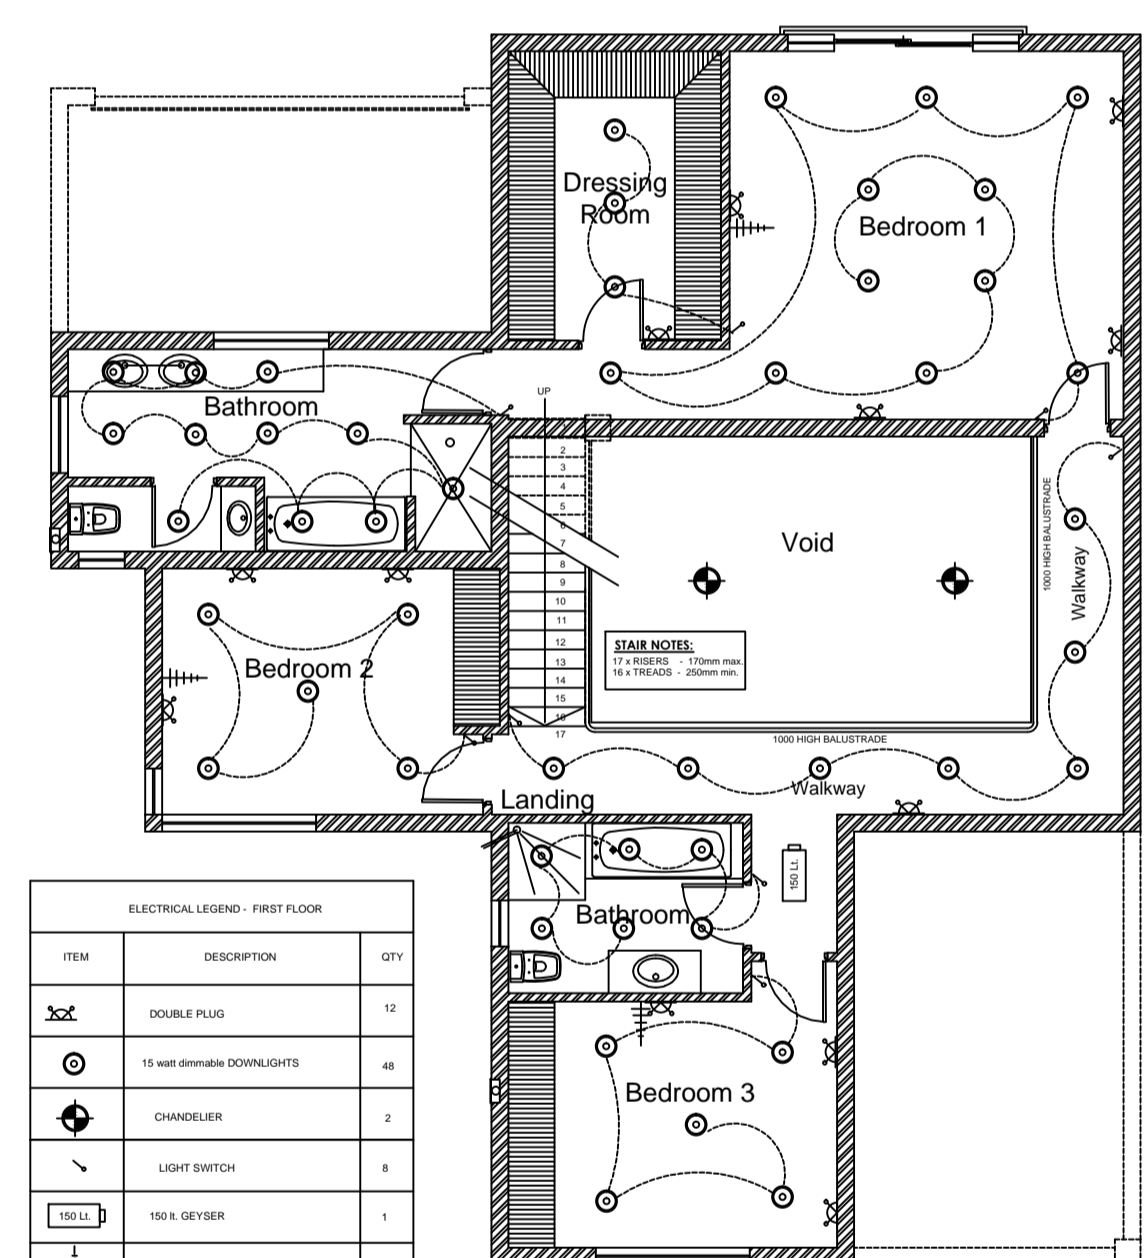 Dressing
Room
Bedroom 1
Bathroom
UP
1
2
3
4
5
6
7
8
9
10
11
12
13
14
15
16
17
Void
1000 HIGH BALUSTRADE
Walkway
STAIR NOTES:
17 x RISERS - 170mm max.
16 x TREADS - 250mm min.
Bedroom 2
1000 HIGH BALUSTRADE
Walkway
Landing
150 Lt.
Bathroom
Bedroom 3
ELECTRICAL LEGEND - FIRST FLOOR
ITEM DESCRIPTION QTY
DOUBLE PLUG 12
15 watt dimmable DOWNLIGHTS 48
CHANDELIER 2
LIGHT SWITCH 8
150 Lt. 150 lt. GEYSER 1